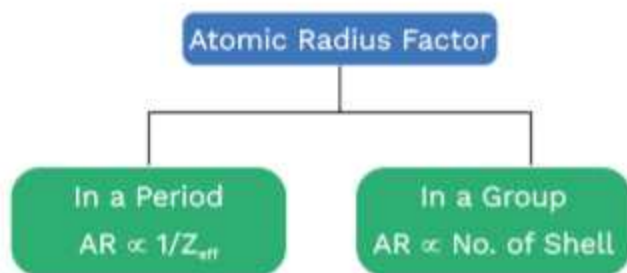 Atomic Radius Factor
In a Period
AR ∝ 1/Zeff
In a Group
AR ∝ No. of Shell